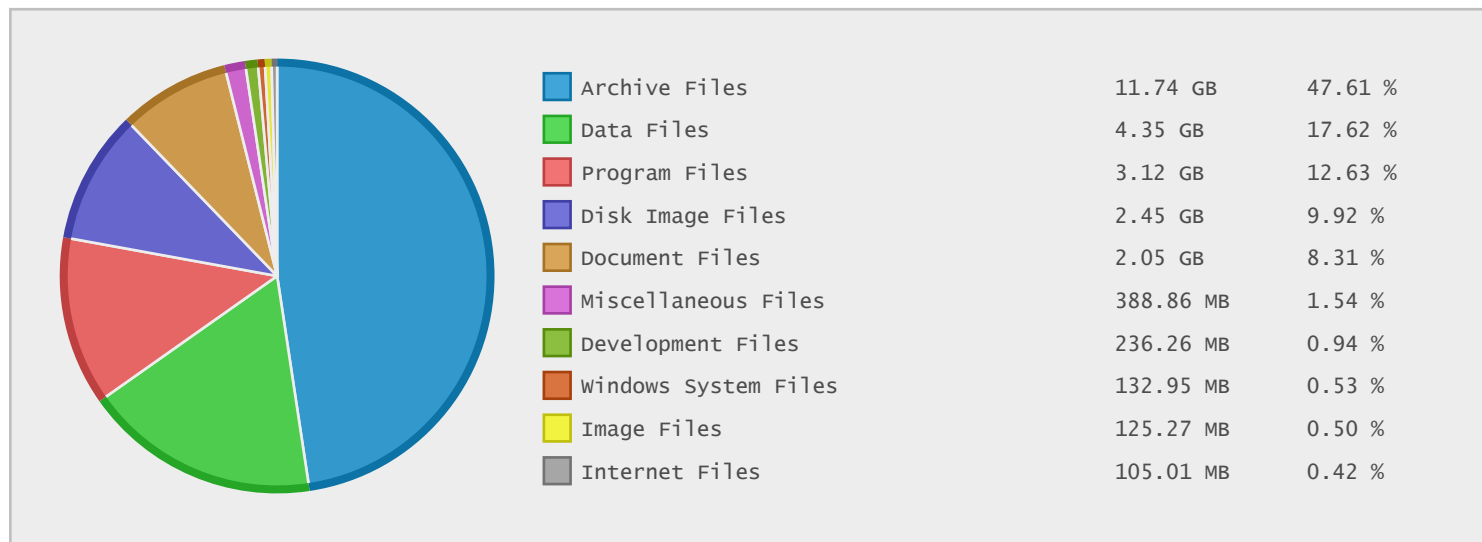 Archive Files 11.74 GB 47.61 %
Data Files 4.35 GB 17.62 %
Program Files 3.12 GB 12.63 %
Disk Image Files 2.45 GB 9.92 %
Document Files 2.05 GB 8.31 %
Miscellaneous Files 388.86 MB 1.54 %
Development Files 236.26 MB 0.94 %
Windows System Files 132.95 MB 0.53 %
Image Files 125.27 MB 0.50 %
Internet Files 105.01 MB 0.42 %